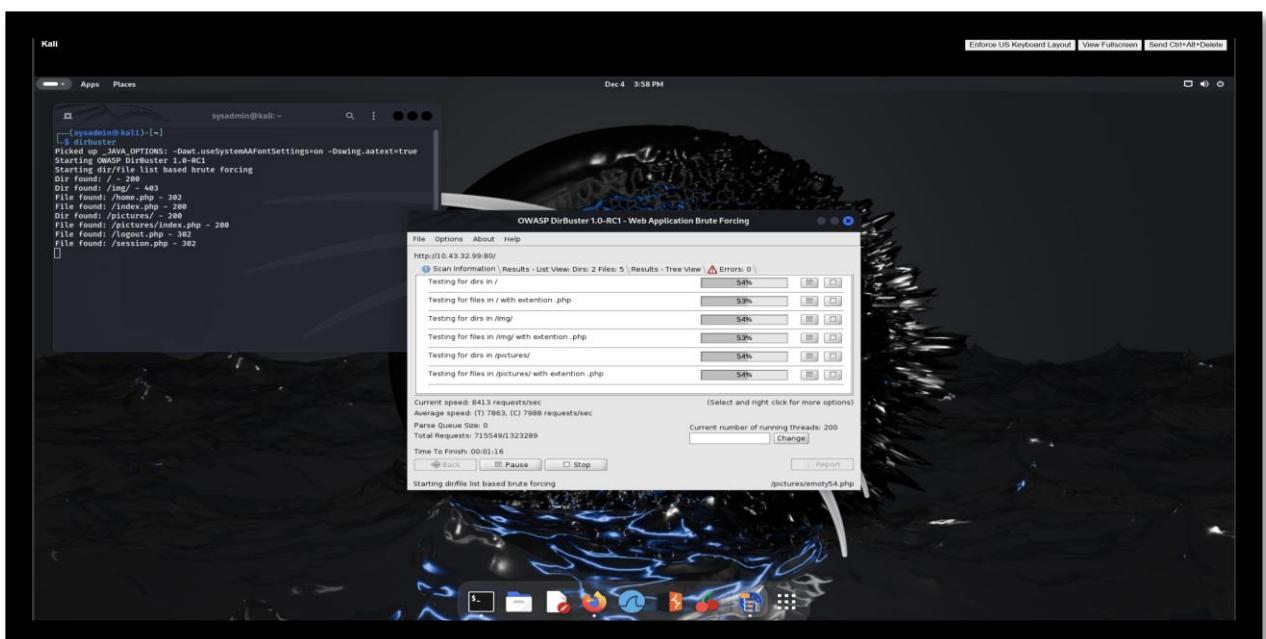 Kali
Enforce US Keyboard Layout View Fullscreen Send Ctrl+Alt+Delete
Apps Places Dec 4 3:58 PM
sysadmin@kali: ~
(sysadmin㉿kali)-[~]
$ dirbuster
Picked up _JAVA_OPTIONS: -Dawt.useSystemAAFontSettings=on -Dswing.aatext=true
Starting OWASP DirBuster 1.0-RC1
Starting dir/file list based brute forcing
Dir found: / - 200
Dir found: /img/ - 403
File found: /home.php - 302
File found: /index.php - 200
Dir found: /pictures/ - 200
File found: /pictures/index.php - 200
File found: /logout.php - 302
File found: /session.php - 302
OWASP DirBuster 1.0-RC1 - Web Application Brute Forcing
File Options About Help
http://10.43.32.99:80/
Scan Information Results - List View: Dirs: 2 Files: 5 Results - Tree View Errors: 0
Testing for dirs in / 54%
Testing for files in / with extention .php 53%
Testing for dirs in /img/ 54%
Testing for files in /img/ with extention .php 53%
Testing for dirs in /pictures/ 54%
Testing for files in /pictures/ with extention .php 54%
Current speed: 8413 requests/sec (Select and right click for more options)
Average speed: (T) 7863, (C) 7988 requests/sec
Parse Queue Size: 0 Current number of running threads: 200
Total Requests: 715549/1323289 Change
Time To Finish: 00:01:16
Back Pause Stop Report
Starting dir/file list based brute forcing /pictures/emoty54.php